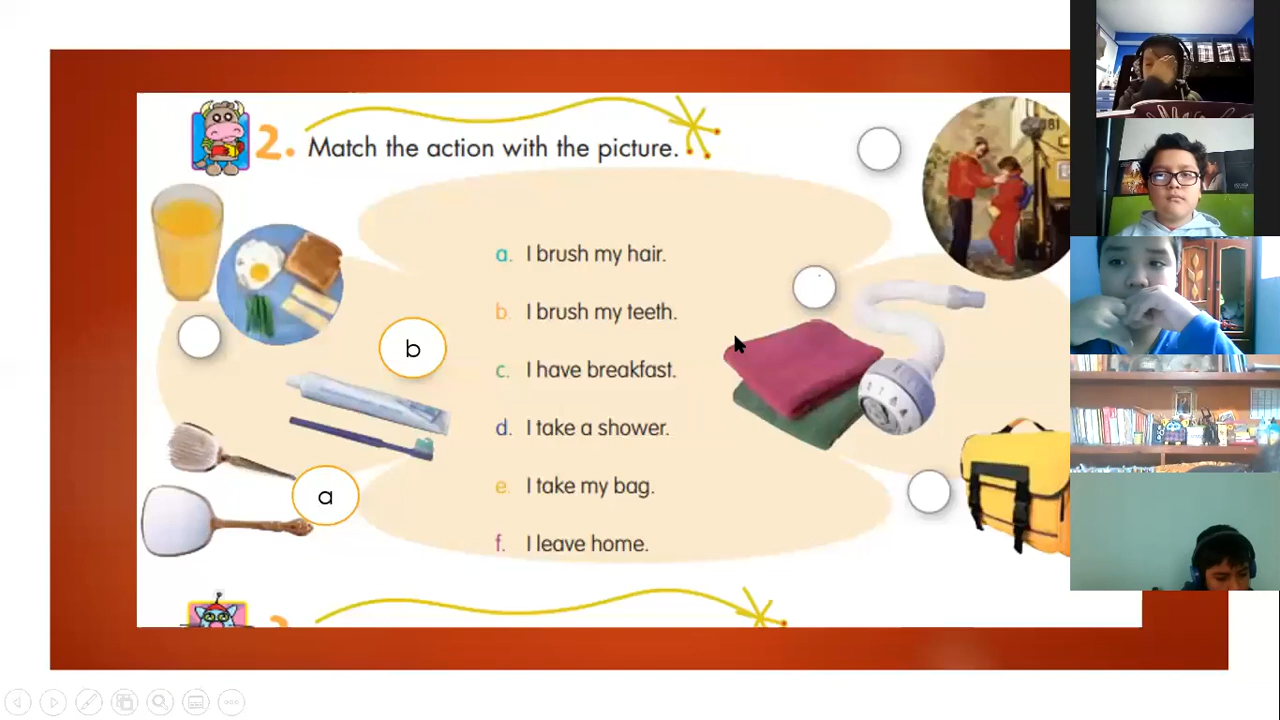 2. Match the action with the picture.
a. I brush my hair.
b. I brush my teeth.
b
c. I have breakfast.
d. I take a shower.
e. I take my bag.
a
f. I leave home.